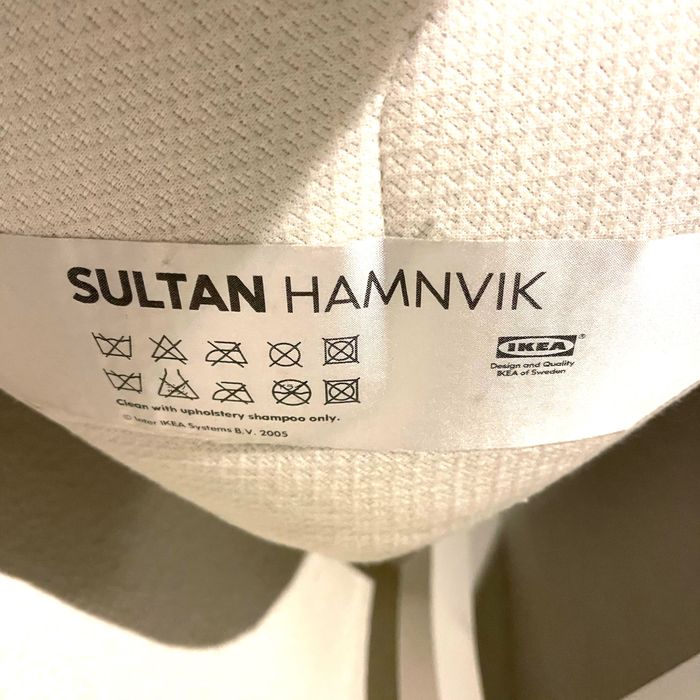 SULTAN HAMNVIK
IKEA®
Design and Quality
IKEA of Sweden
Clean with upholstery shampoo only.
© Inter IKEA Systems B.V. 2005